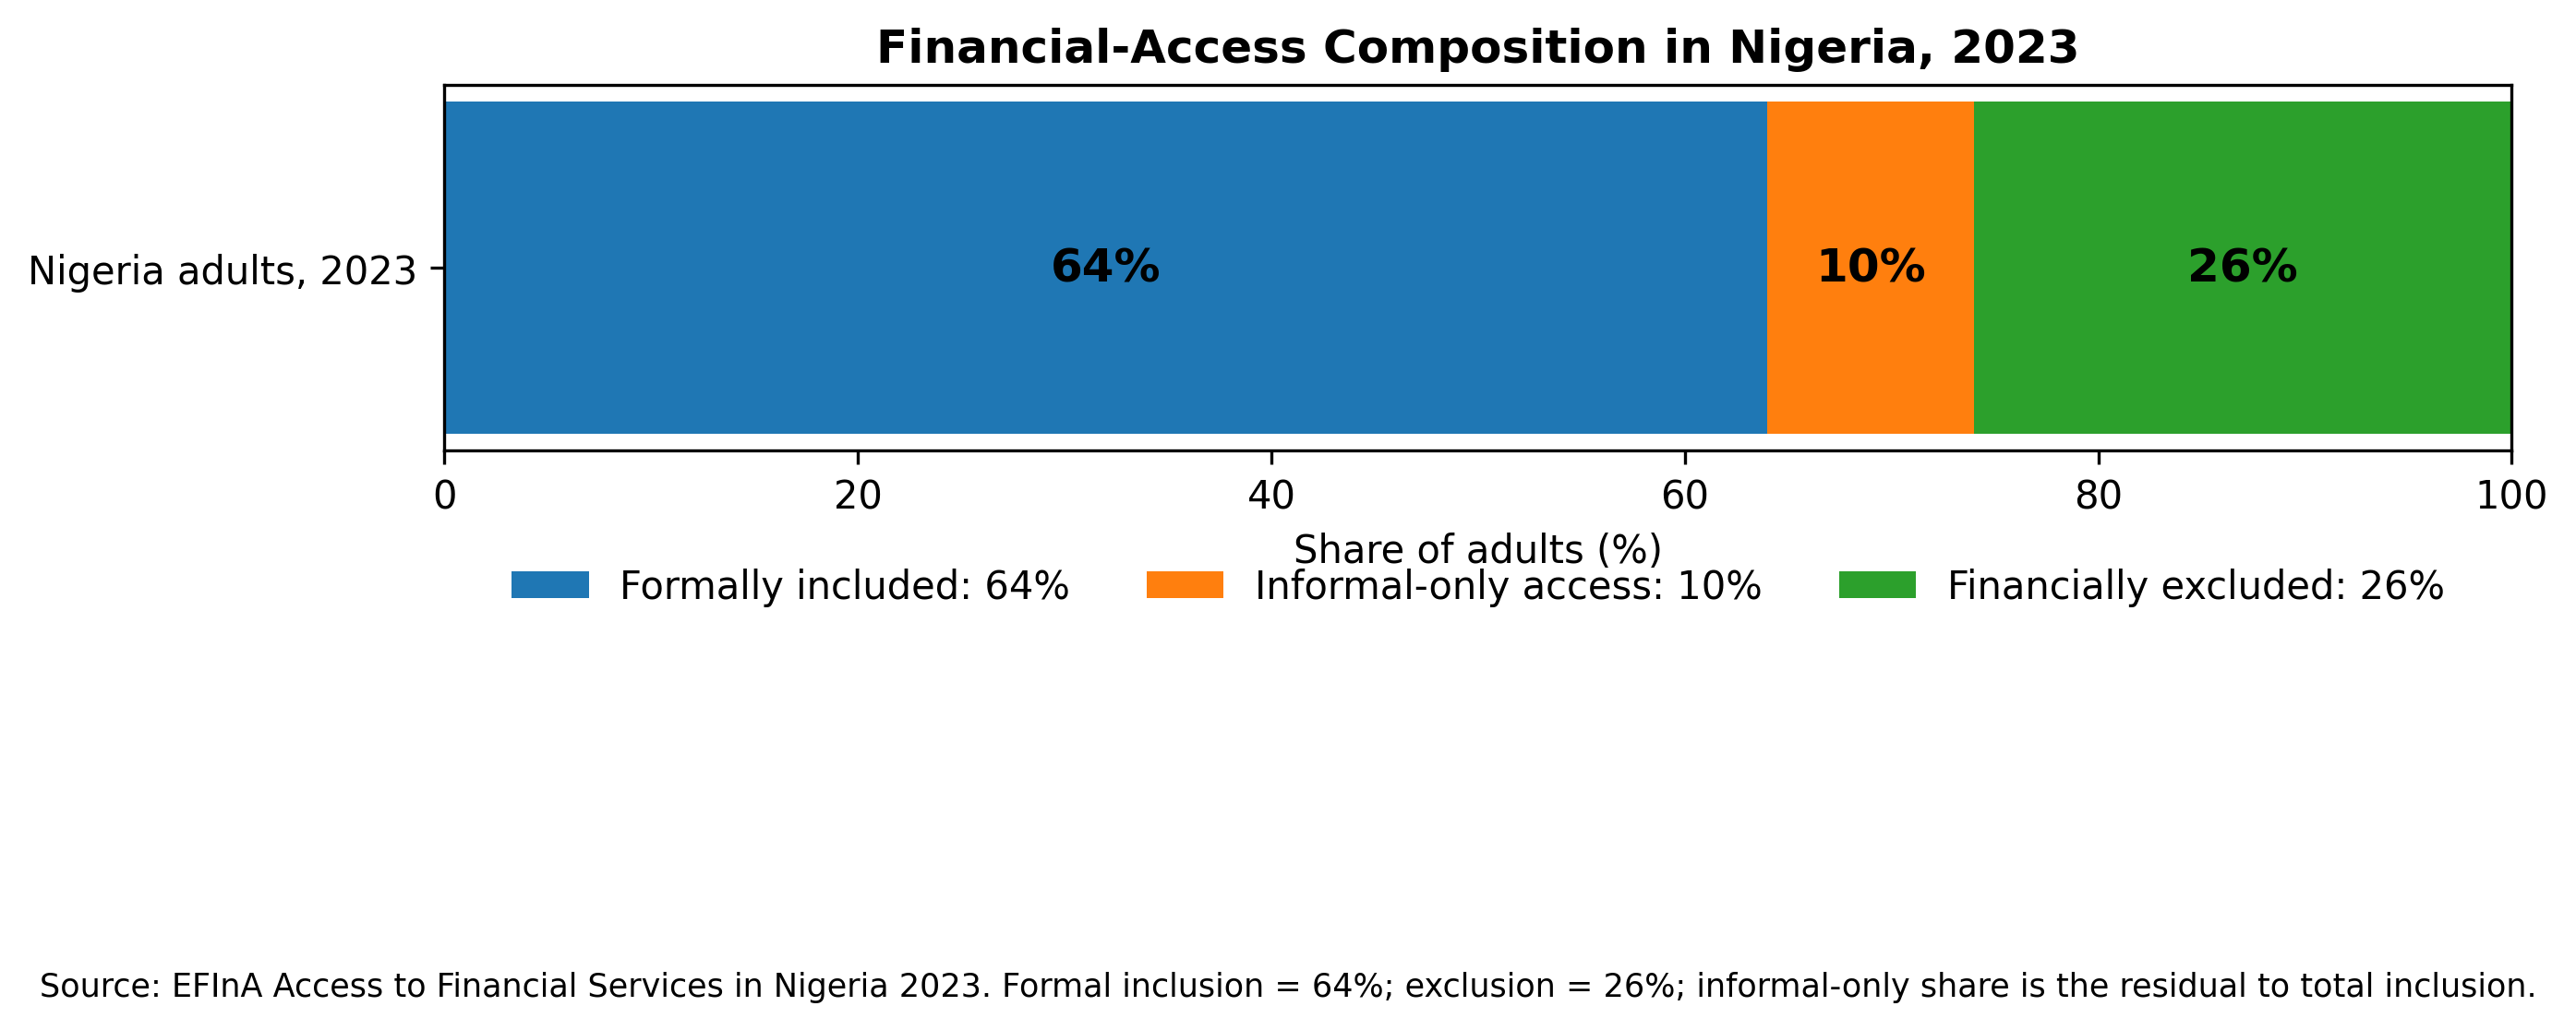 Financial-Access Composition in Nigeria, 2023
64%
10%
26%
Nigeria adults, 2023
0
20
40
60
80
100
Share of adults (%)
Formally included: 64%
Informal-only access: 10%
Financially excluded: 26%
Source: EFInA Access to Financial Services in Nigeria 2023. Formal inclusion = 64%; exclusion = 26%; informal-only share is the residual to total inclusion.